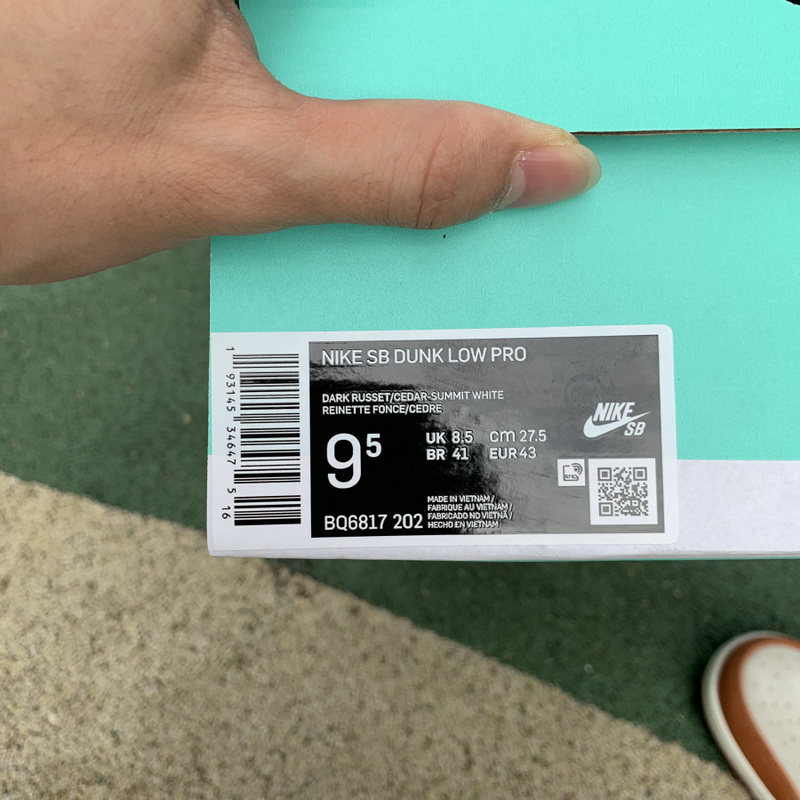 NIKE SB DUNK LOW PRO
DARK RUSSET/CEDAR-SUMMIT WHITE
REINETTE FONCE/CEDRE
9⁵
UK 8.5 cm 27.5
BR 41 EUR 43
NIKE
SB
RFID
BQ6817 202
MADE IN VIETNAM /
FABRIQUE AU VIETNAM /
FABRICADO NO VIETNÃ /
HECHO EN VIETNAM
1 93145 34647 5 16